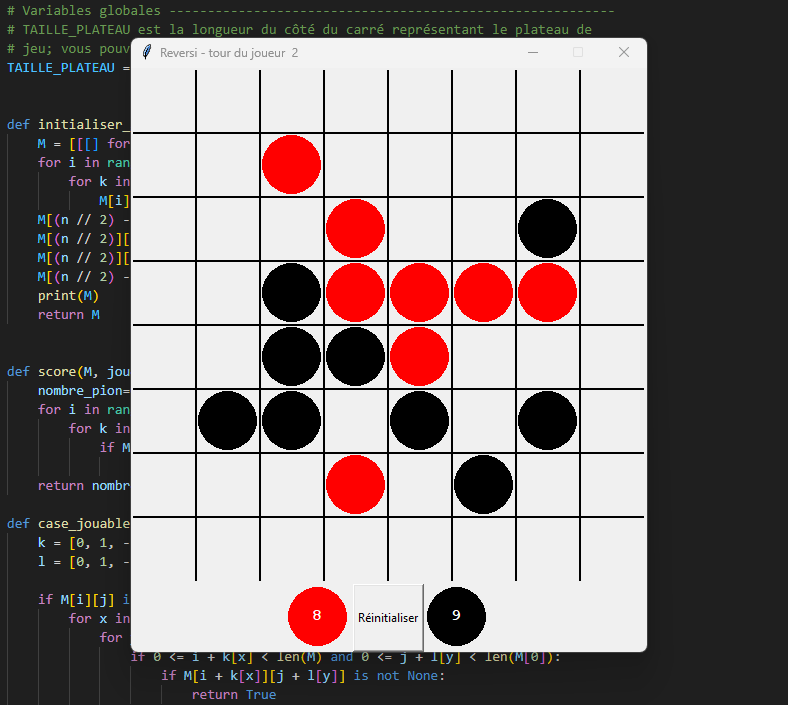 # Variables globales ----------------------------------------------------------
# TAILLE_PLATEAU est la longueur du côté du carré représentant le plateau de
# jeu; vous pouv
Reversi - tour du joueur 2
TAILLE_PLATEAU =
def initialiser_
M = [[[] for
for i in ran
for k in
M[i]
M[(n // 2) -
M[(n // 2)][
M[(n // 2)][
M[(n // 2) -
print(M)
return M
def score(M, jou
nombre_pion=
for i in ran
for k in
if M
return nombr
def case_jouable
k = [0, 1, -
l = [0, 1, -
if M[i][j] i
for x in
for
8
Réinitialiser
9
if 0 <= i + k[x] < len(M) and 0 <= j + l[y] < len(M[0]):
if M[i + k[x]][j + l[y]] is not None:
return True